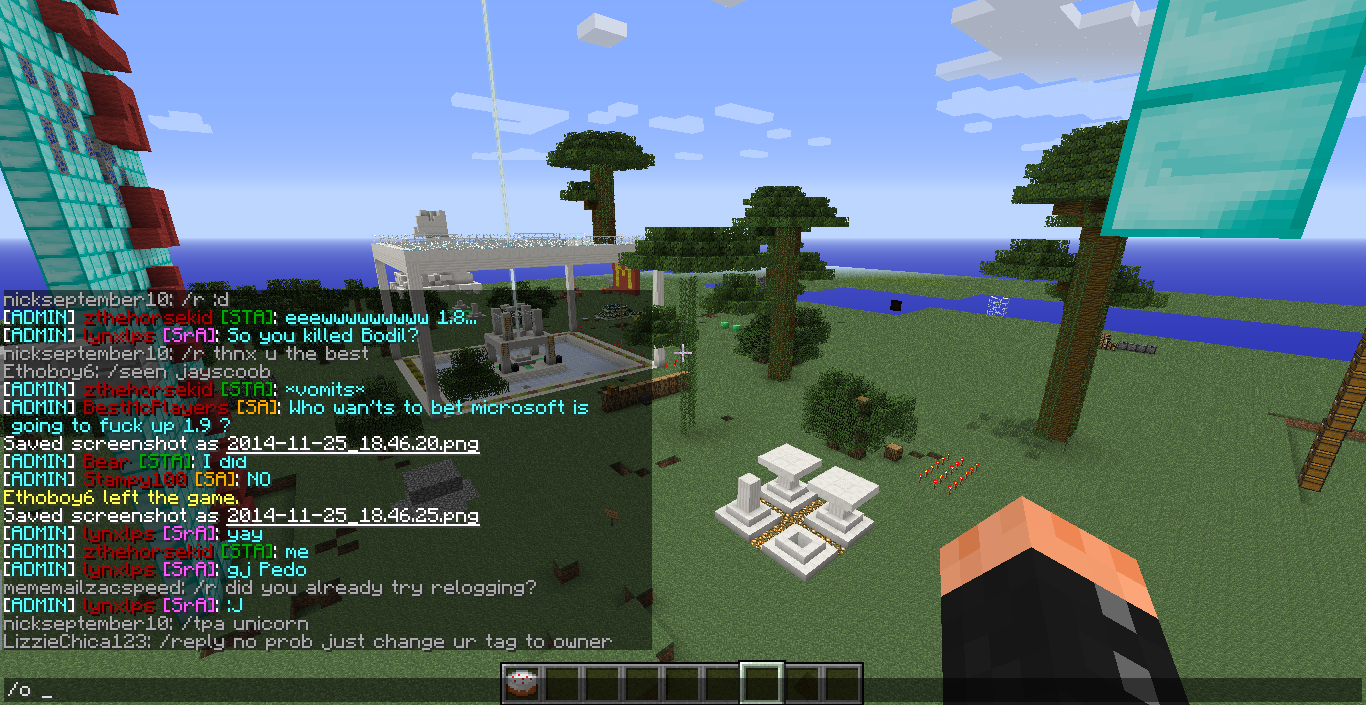 nickseptember10: /r :d
[ADMIN] zthehorsekid [STA]: eeewwwwwwwww 1.8...
[ADMIN] lynxlps [SrA]: So you killed Bodil?
nickseptember10: /r thnx u the best
Ethoboy6: /seen jayscoob
[ADMIN] zthehorsekid [STA]: *vomits*
[ADMIN] BestMcPlayers [SA]: Who wan'ts to bet microsoft is
going to fuck up 1.9 ?
Saved screenshot as 2014-11-25_18.46.20.png
[ADMIN] Bear [STA]: I did
[ADMIN] Stampy100 [SA]: NO
Ethoboy6 left the game.
Saved screenshot as 2014-11-25_18.46.25.png
[ADMIN] lynxlps [SrA]: yay
[ADMIN] zthehorsekid [STA]: me
[ADMIN] lynxlps [SrA]: gj Pedo
mememailzacspeed: /r did you already try relogging?
[ADMIN] lynxlps [SrA]: :J
nickseptember10: /tpa unicorn
LizzieChica123: /reply no prob just change ur tag to owner
/o _